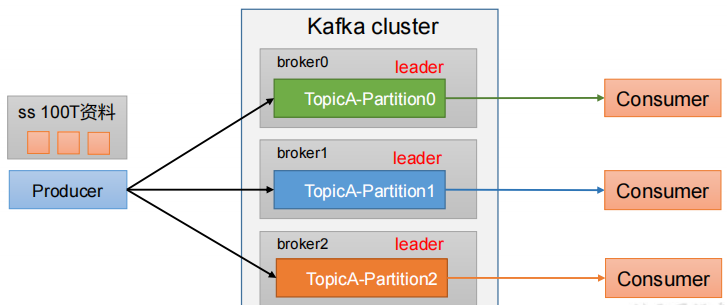 Kafka cluster
broker0
leader
TopicA-Partition0
Consumer
ss 100T资料
broker1
leader
Producer
TopicA-Partition1
Consumer
broker2
leader
TopicA-Partition2
Consumer